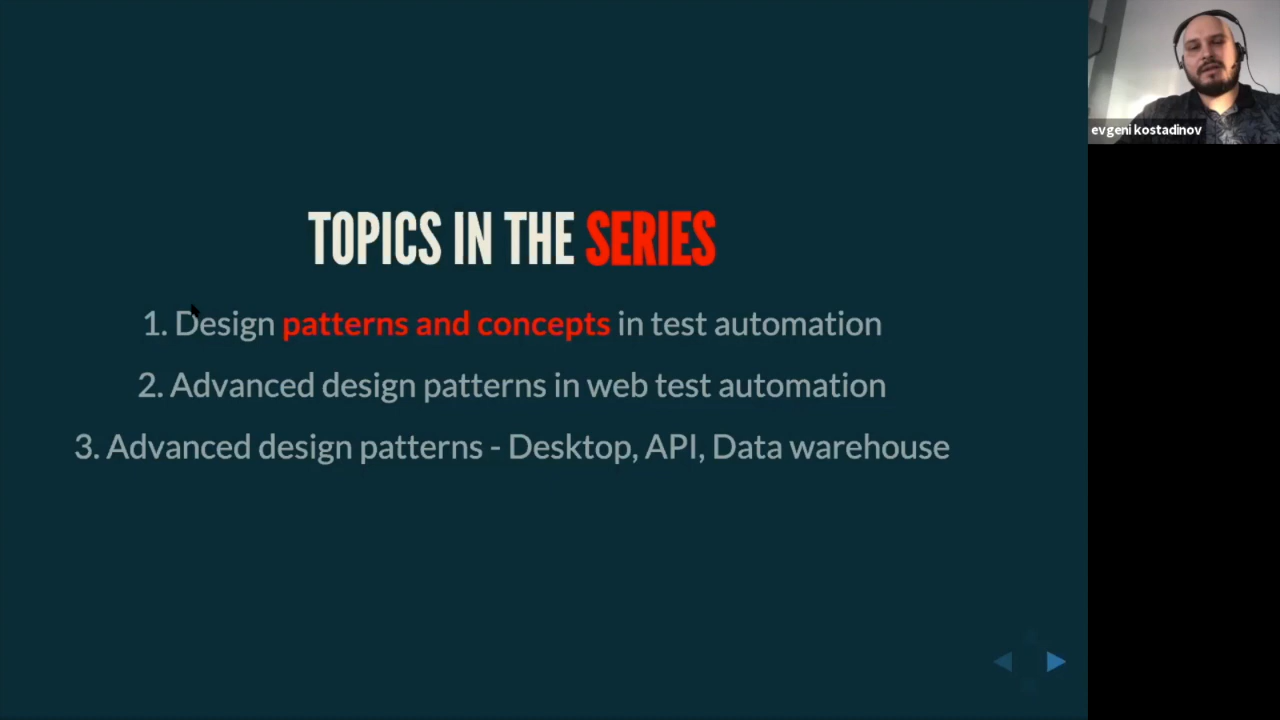 TOPICS IN THE SERIES
1. Design patterns and concepts in test automation
2. Advanced design patterns in web test automation
3. Advanced design patterns - Desktop, API, Data warehouse
evgeni kostadinov